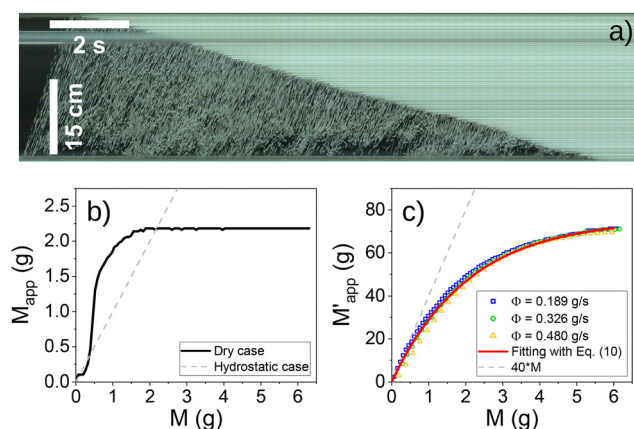 a)
2 s
15 cm
b)
M_app (g)
2.5
2.0
1.5
1.0
0.5
0.0
0 1 2 3 4 5 6
M (g)
Dry case
Hydrostatic case
c)
M'_app (g)
80
60
40
20
0
0 1 2 3 4 5 6
M (g)
Φ = 0.189 g/s
Φ = 0.326 g/s
Φ = 0.480 g/s
Fitting with Eq. (10)
40*M